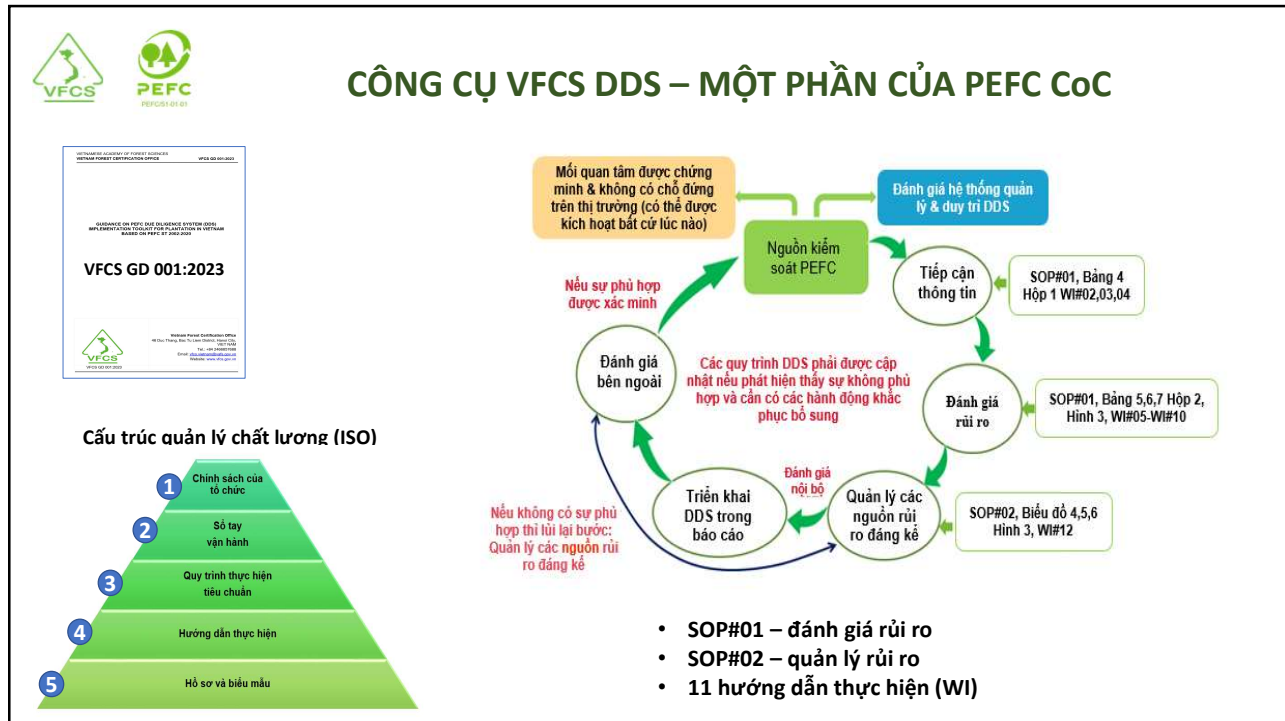 VFCS
PEFC
PEFC/S1-01-01
CÔNG CỤ VFCS DDS – MỘT PHẦN CỦA PEFC CoC
VIETNAMESE ACADEMY OF FOREST SCIENCES
VIETNAM FOREST CERTIFICATION OFFICE VFCS GD 001:2023
GUIDANCE ON PEFC DUE DILIGENCE SYSTEM (DDS)
IMPLEMENTATION TOOLKIT FOR PLANTATION IN VIETNAM
BASED ON PEFC ST 2002:2020
VFCS GD 001:2023
Vietnam Forest Certification Office
VIET NAM
VFCS
VFCS GD 001:2023
Cấu trúc quản lý chất lượng (ISO)
1
Chính sách của
tổ chức
2
Sổ tay
vận hành
3
Quy trình thực hiện
tiêu chuẩn
4
Hướng dẫn thực hiện
5
Hồ sơ và biểu mẫu
Mối quan tâm được chứng
minh & không có chỗ đứng
trên thị trường (có thể được
kích hoạt bất cứ lúc nào)
Đánh giá hệ thống quản
lý & duy trì DDS
Nguồn kiểm
soát PEFC
Tiếp cận
thông tin
SOP#01, Bảng 4
Hộp 1 WI#02,03,04
Nếu sự phù hợp
được xác minh
Đánh giá
bên ngoài
Các quy trình DDS phải được cập
nhật nếu phát hiện thấy sự không phù
hợp và cần có các hành động khắc
phục bổ sung
Đánh giá
rủi ro
SOP#01, Bảng 5,6,7 Hộp 2,
Hình 3, WI#05-WI#10
Đánh giá
nội bộ
Triển khai
DDS trong
báo cáo
Quản lý các
nguồn rủi
ro đáng kể
SOP#02, Biểu đồ 4,5,6
Hình 3, WI#12
Nếu không có sự phù
hợp thì lùi lại bước:
Quản lý các nguồn rủi
ro đáng kể
• SOP#01 – đánh giá rủi ro
• SOP#02 – quản lý rủi ro
• 11 hướng dẫn thực hiện (WI)